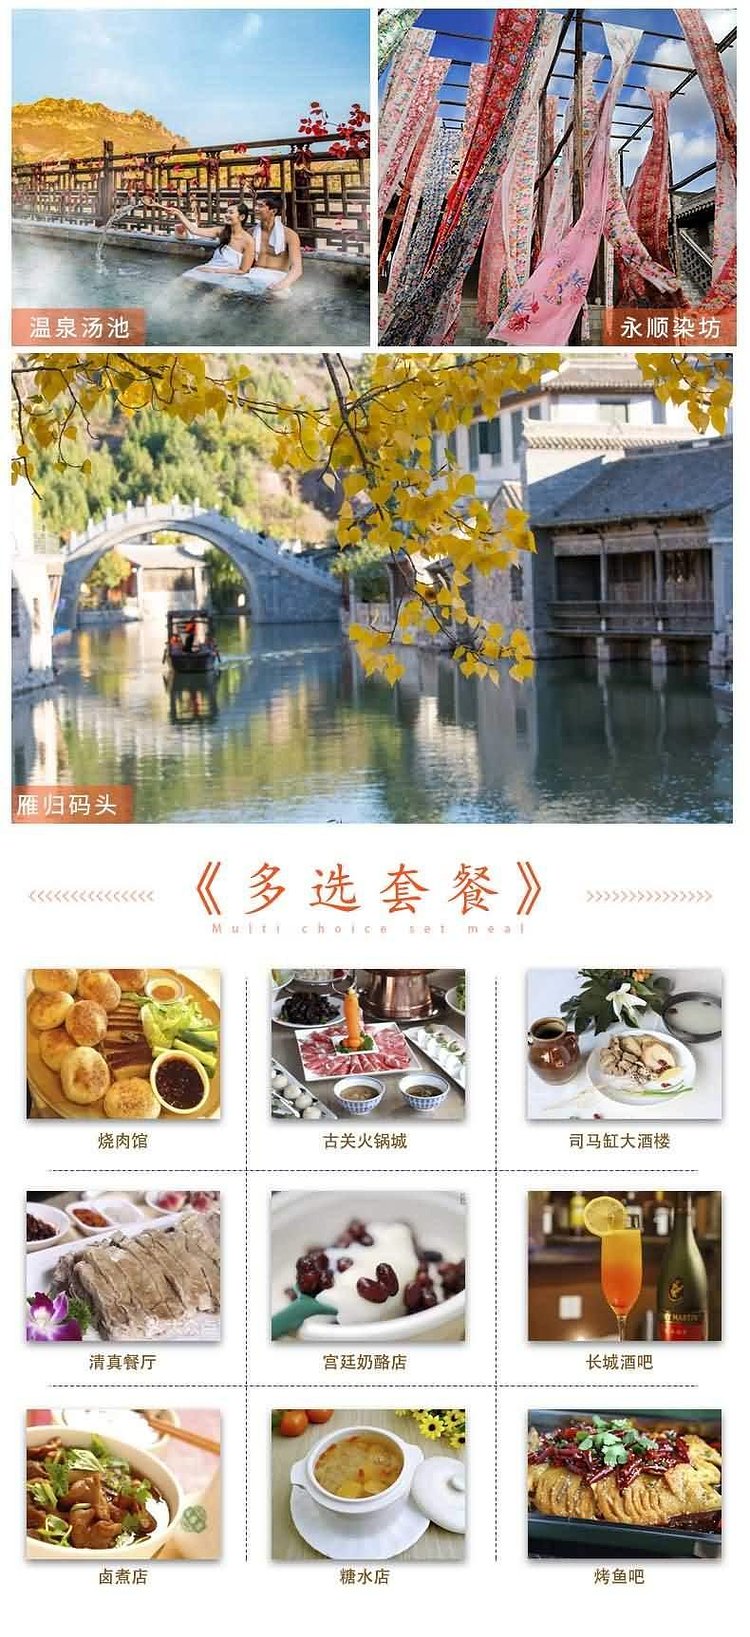 温泉汤池
永顺染坊
雁归码头
《多选套餐》
Multi choice set meal
烧肉馆
古关火锅城
司马缸大酒楼
清真餐厅
宫廷奶酪店
长城酒吧
卤煮店
糖水店
烤鱼吧